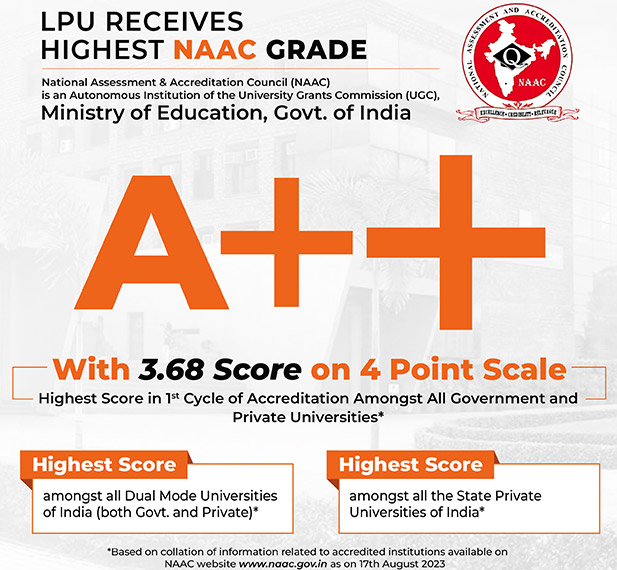 LPU RECEIVES
HIGHEST NAAC GRADE
National Assessment & Accreditation Council (NAAC)
is an Autonomous Institution of the University Grants Commission (UGC),
Ministry of Education, Govt. of India
NATIONAL ASSESSMENT AND ACCREDITATION COUNCIL
Q
NAAC
EXCELLENCE • CREDIBILITY • RELEVANCE
A++
With 3.68 Score on 4 Point Scale
Highest Score in 1st Cycle of Accreditation Amongst All Government and
Private Universities*
Highest Score
amongst all Dual Mode Universities
of India (both Govt. and Private)*
Highest Score
amongst all the State Private
Universities of India*
*Based on collation of information related to accredited institutions available on
NAAC website www.naac.gov.in as on 17th August 2023